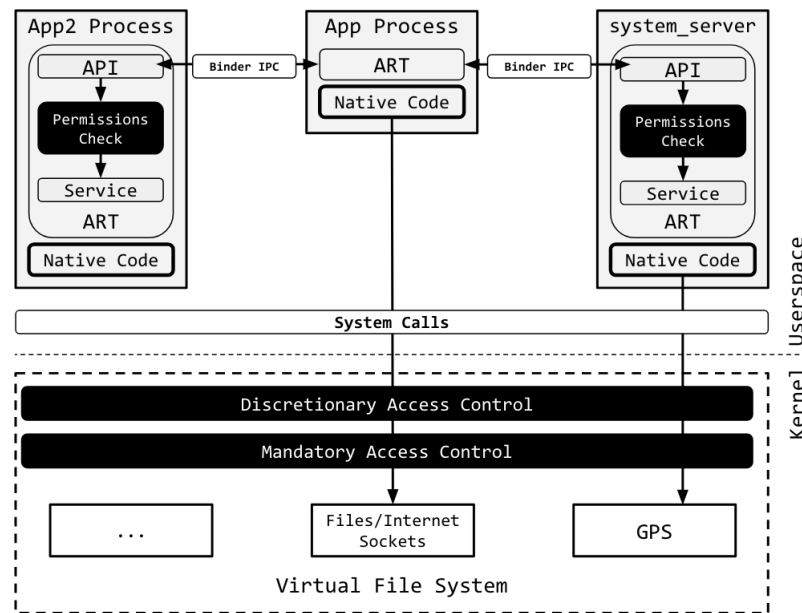 App2 Process
App Process
system_server
API
Binder IPC
ART
Binder IPC
API
Native Code
Permissions
Check
Permissions
Check
Service
Service
ART
ART
Native Code
Native Code
System Calls
Userspace
Kernel
Discretionary Access Control
Mandatory Access Control
...
Files/Internet
Sockets
GPS
Virtual File System